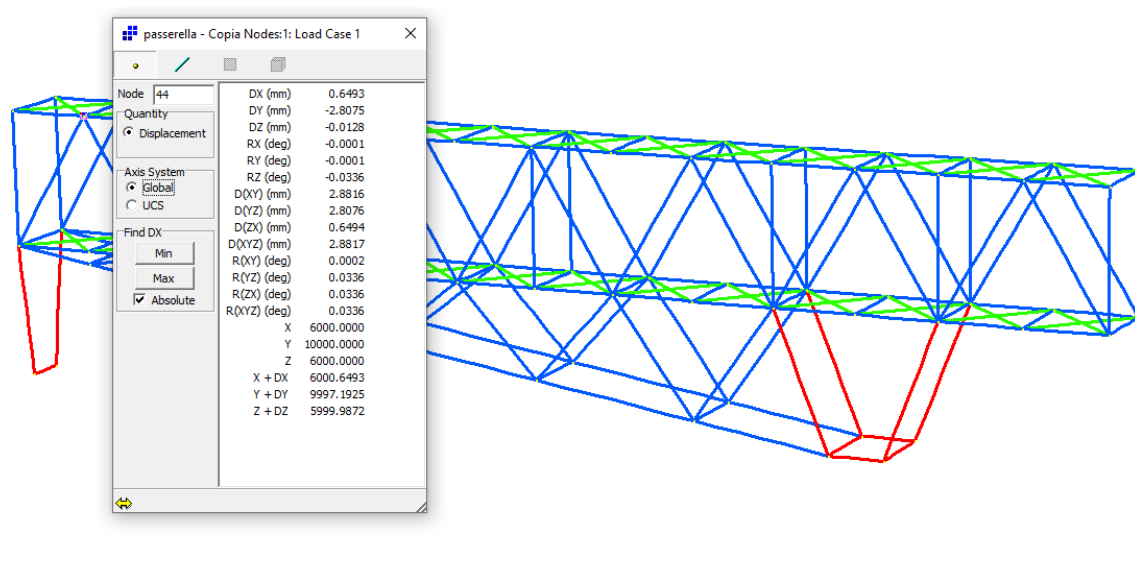 passerella - Copia Nodes:1: Load Case 1
Node 44
Quantity
Displacement
Axis System
Global
UCS
Find DX
Min
Max
Absolute
DX (mm) 0.6493
DY (mm) -2.8075
DZ (mm) -0.0128
RX (deg) -0.0001
RY (deg) -0.0001
RZ (deg) -0.0336
D(XY) (mm) 2.8816
D(YZ) (mm) 2.8076
D(ZX) (mm) 0.6494
D(XYZ) (mm) 2.8817
R(XY) (deg) 0.0002
R(YZ) (deg) 0.0336
R(ZX) (deg) 0.0336
R(XYZ) (deg) 0.0336
X 6000.0000
Y 10000.0000
Z 6000.0000
X + DX 6000.6493
Y + DY 9997.1925
Z + DZ 5999.9872